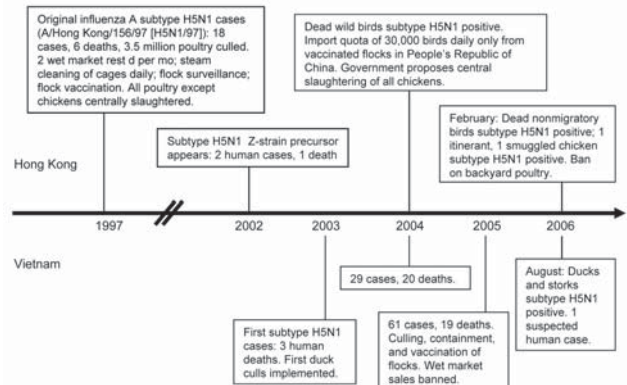 Original influenza A subtype H5N1 cases
(A/Hong Kong/156/97 [H5N1/97]): 18
cases, 6 deaths, 3.5 million poultry culled.
2 wet market rest d per mo; steam
cleaning of cages daily; flock surveillance;
flock vaccination. All poultry except
chickens centrally slaughtered.
Dead wild birds subtype H5N1 positive.
Import quota of 30,000 birds daily only from
vaccinated flocks in People's Republic of
China. Government proposes central
slaughtering of all chickens.
Subtype H5N1 Z-strain precursor
appears: 2 human cases, 1 death
February: Dead nonmigratory
birds subtype H5N1 positive; 1
itinerant, 1 smuggled chicken
subtype H5N1 positive. Ban
on backyard poultry.
Hong Kong
1997
2002
2003
2004
2005
2006
Vietnam
First subtype H5N1
cases: 3 human
deaths. First duck
culls implemented.
29 cases, 20 deaths.
61 cases, 19 deaths.
Culling, containment,
and vaccination of
flocks. Wet market
sales banned.
August: Ducks
and storks
subtype H5N1
positive. 1
suspected
human case.